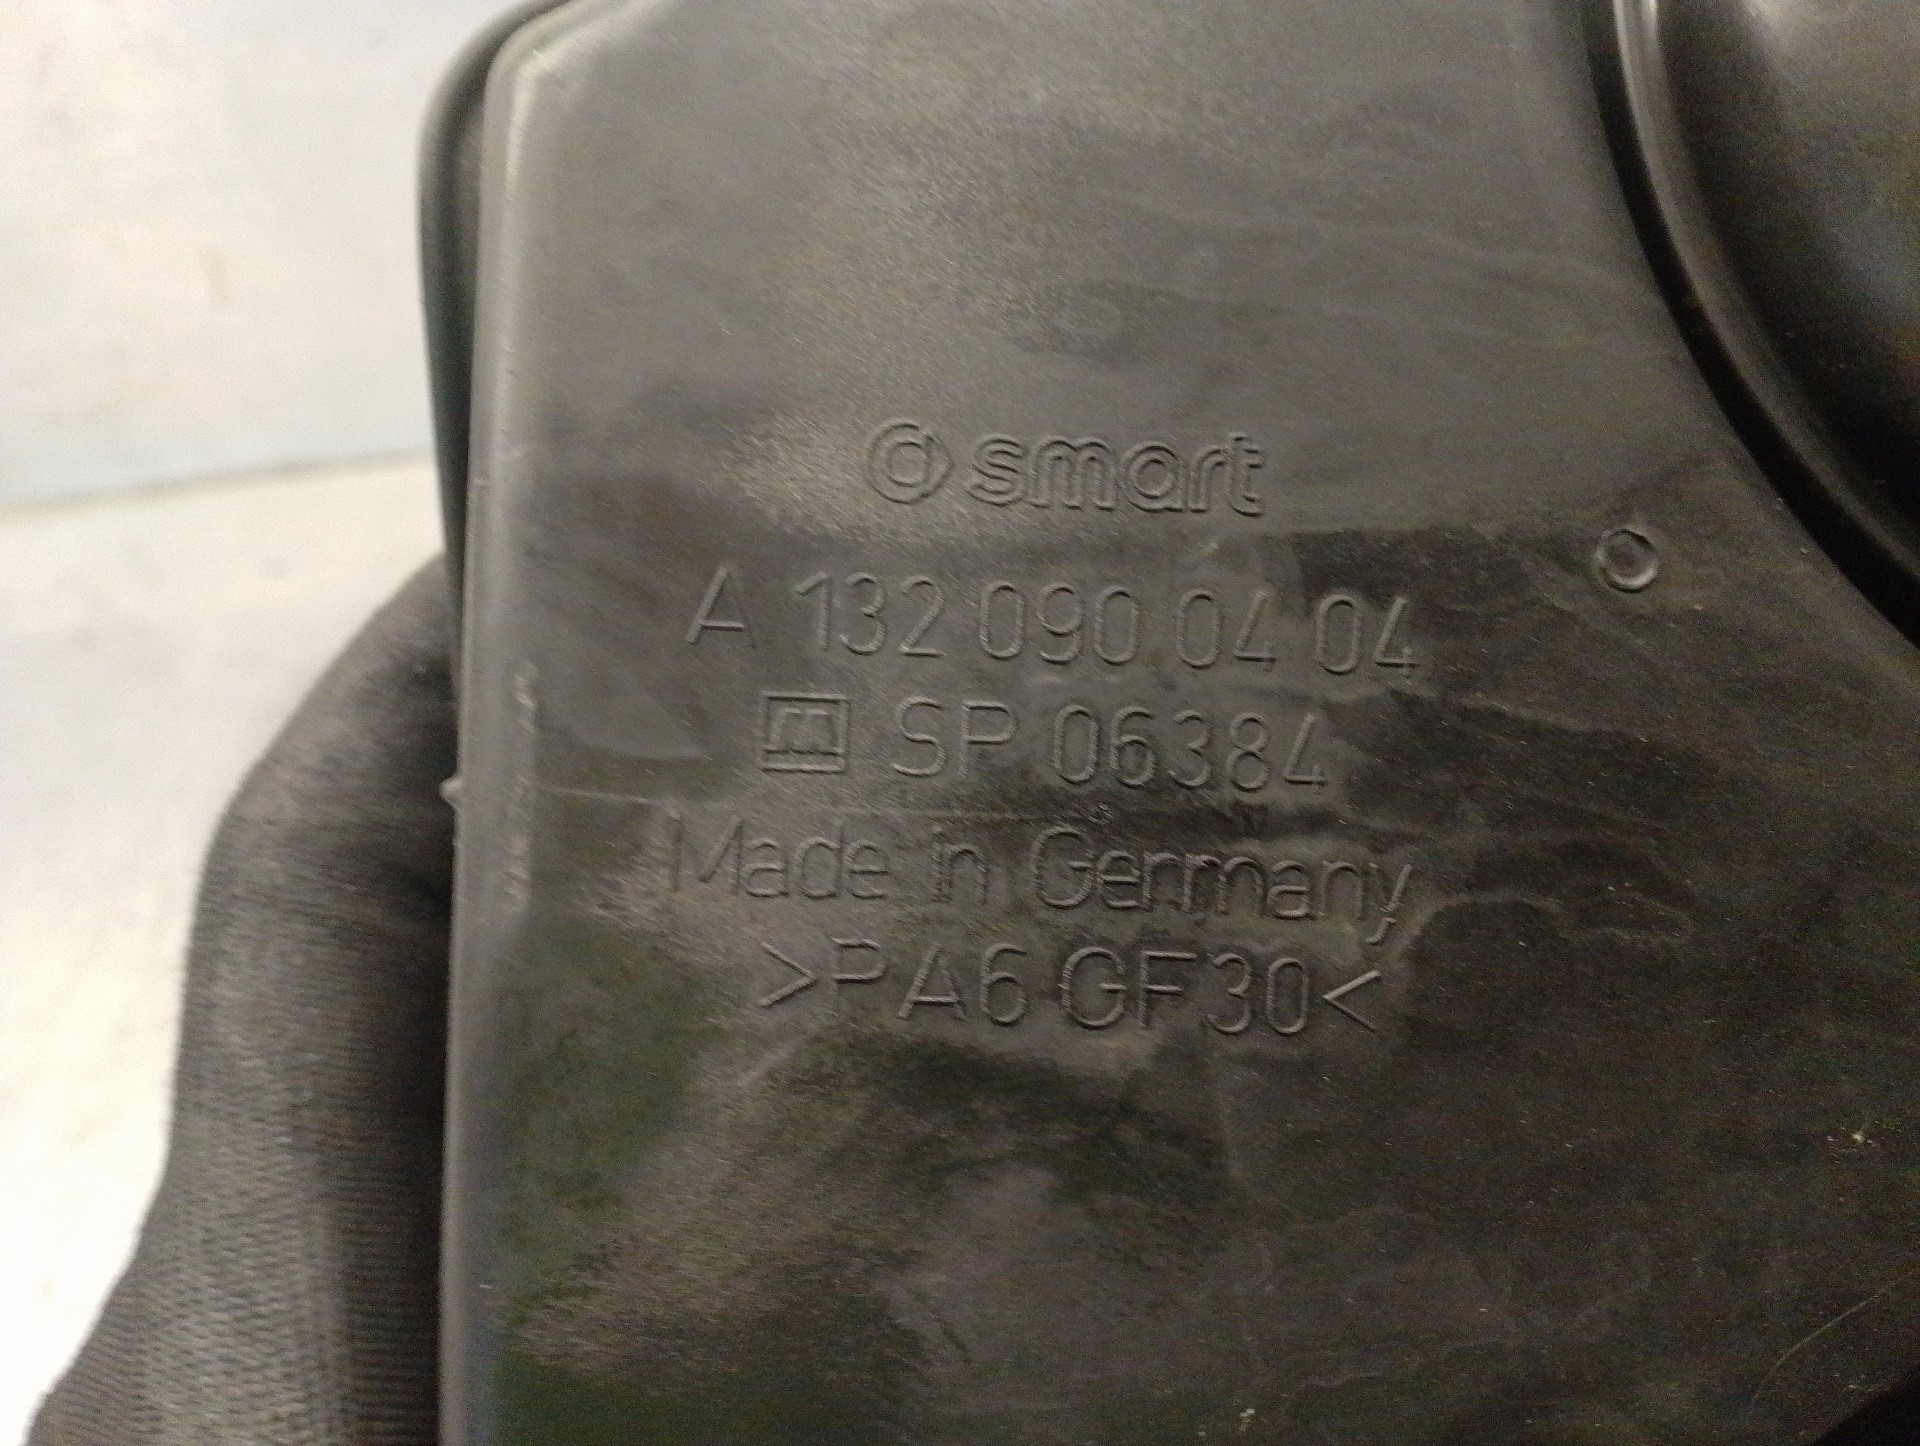 smart
A 132 090 04 04
SP 06384
Made in Germany
>PA6 GF30<